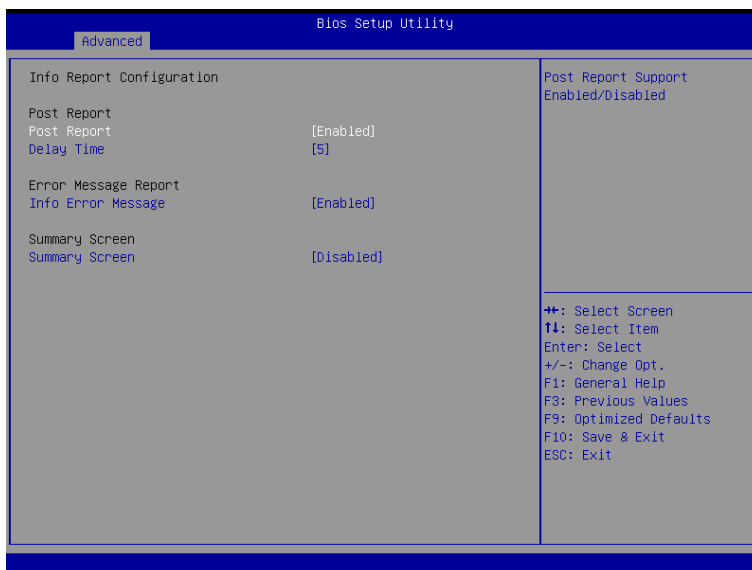 Bios Setup Utility
Advanced
Info Report Configuration
Post Report
Post Report [Enabled]
Delay Time [5]
Error Message Report
Info Error Message [Enabled]
Summary Screen
Summary Screen [Disabled]
Post Report Support
Enabled/Disabled
→←: Select Screen
↑↓: Select Item
Enter: Select
+/-: Change Opt.
F1: General Help
F3: Previous Values
F9: Optimized Defaults
F10: Save & Exit
ESC: Exit